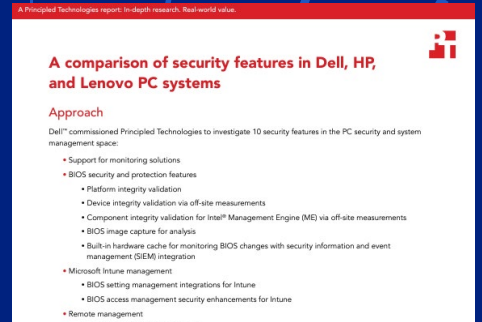 A Principled Technologies report: In-depth research. Real-world value.
PT
A comparison of security features in Dell, HP,
and Lenovo PC systems
Approach
Dell™ commissioned Principled Technologies to investigate 10 security features in the PC security and system
management space:
• Support for monitoring solutions
• BIOS security and protection features
• Platform integrity validation
• Device integrity validation via off-site measurements
• Component integrity validation for Intel® Management Engine (ME) via off-site measurements
• BIOS image capture for analysis
• Built-in hardware cache for monitoring BIOS changes with security information and event
management (SIEM) integration
• Microsoft Intune management
• BIOS setting management integrations for Intune
• BIOS access management security enhancements for Intune
• Remote management